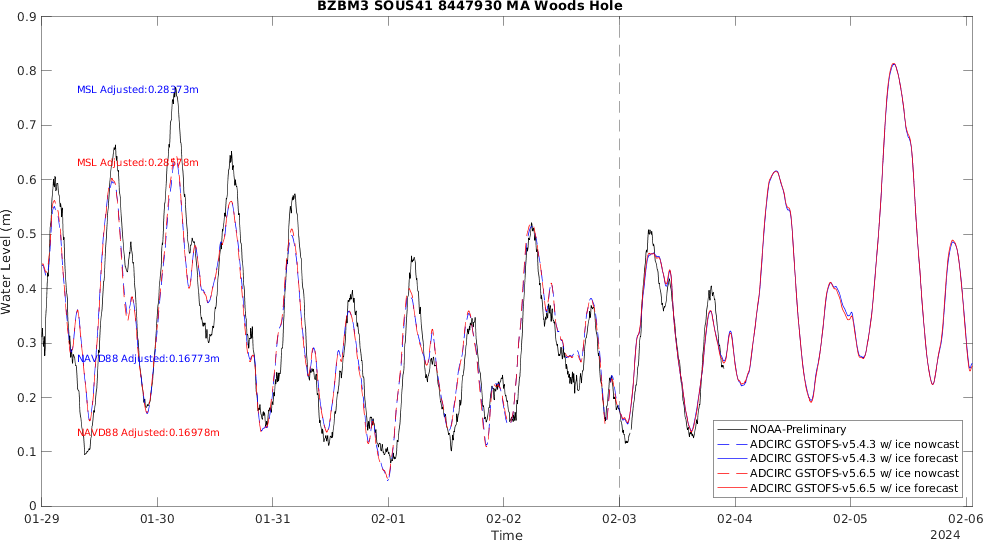 BZBM3 SOUS41 8447930 MA Woods Hole
0.9
0.8
0.7
0.6
0.5
0.4
0.3
0.2
0.1
0
Water Level (m)
MSL Adjusted:0.28373m
MSL Adjusted:0.28578m
NAVD88 Adjusted:0.16773m
NAVD88 Adjusted:0.16978m
NOAA-Preliminary
ADCIRC GSTOFS-v5.4.3 w/ ice nowcast
ADCIRC GSTOFS-v5.4.3 w/ ice forecast
ADCIRC GSTOFS-v5.6.5 w/ ice nowcast
ADCIRC GSTOFS-v5.6.5 w/ ice forecast
01-29 01-30 01-31 02-01 02-02 02-03 02-04 02-05 02-06
Time
2024